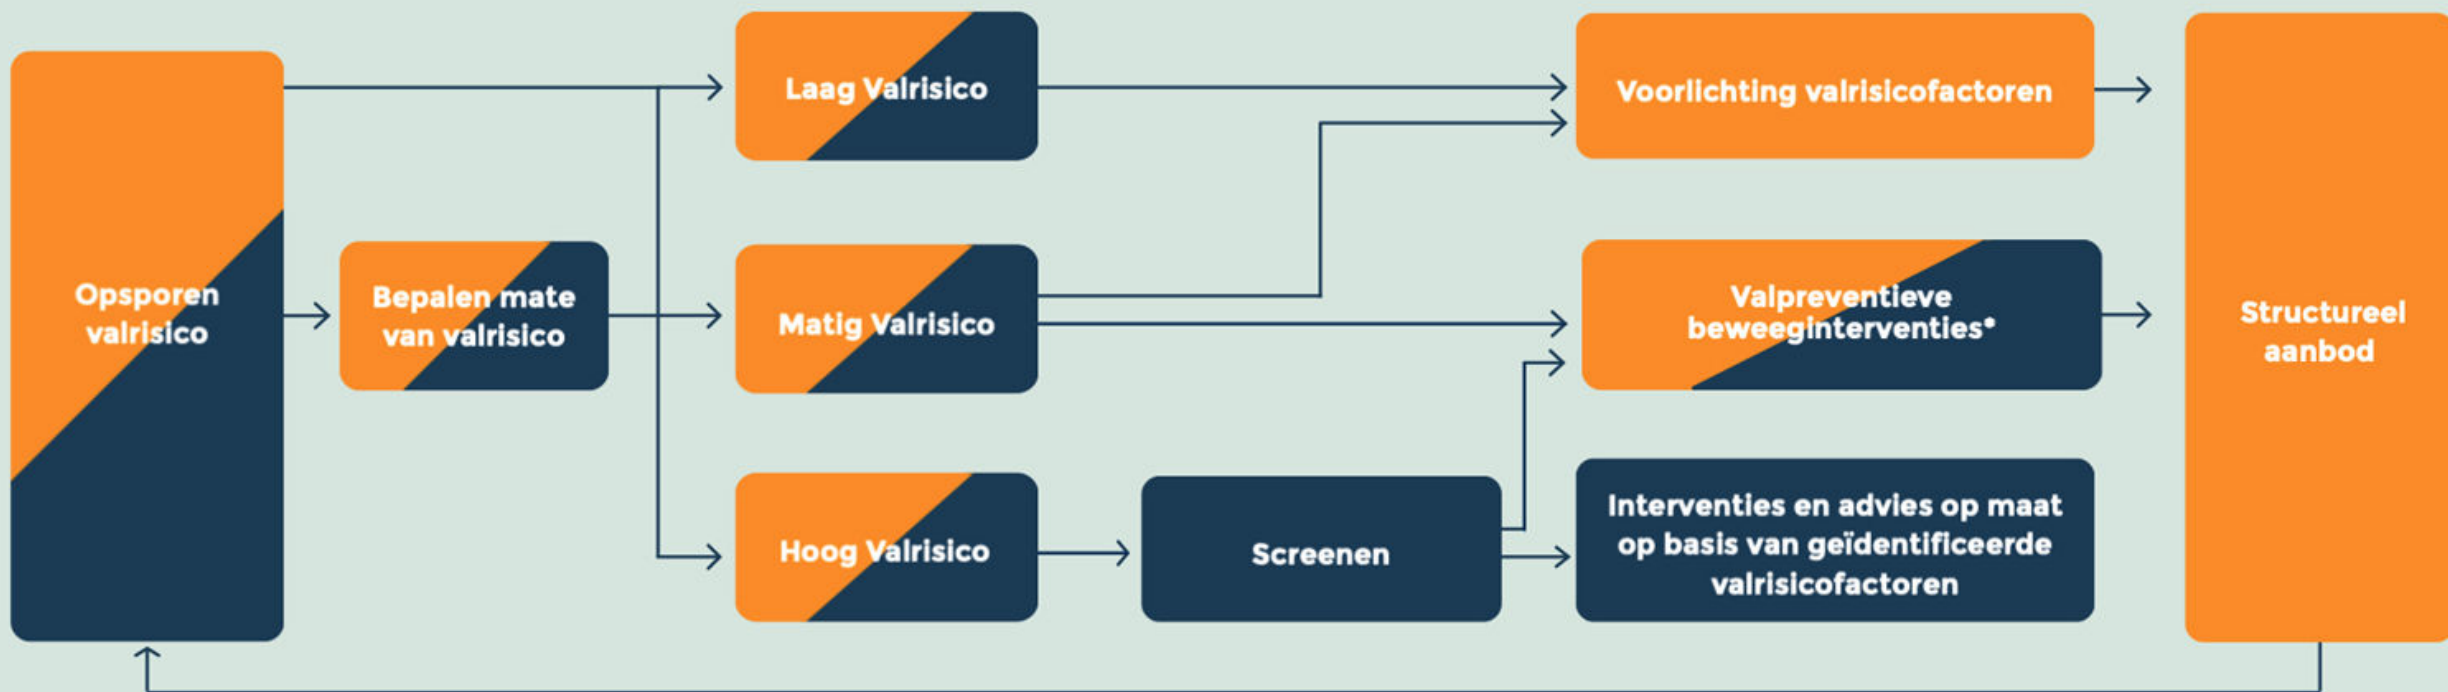 Opsporen
valrisico
Bepalen mate
van valrisico
Laag Valrisico
Matig Valrisico
Hoog Valrisico
Screenen
Voorlichting valrisicofactoren
Valpreventieve
beweeginterventies*
Interventies en advies op maat
op basis van geïdentificeerde
valrisicofactoren
Structureel
aanbod